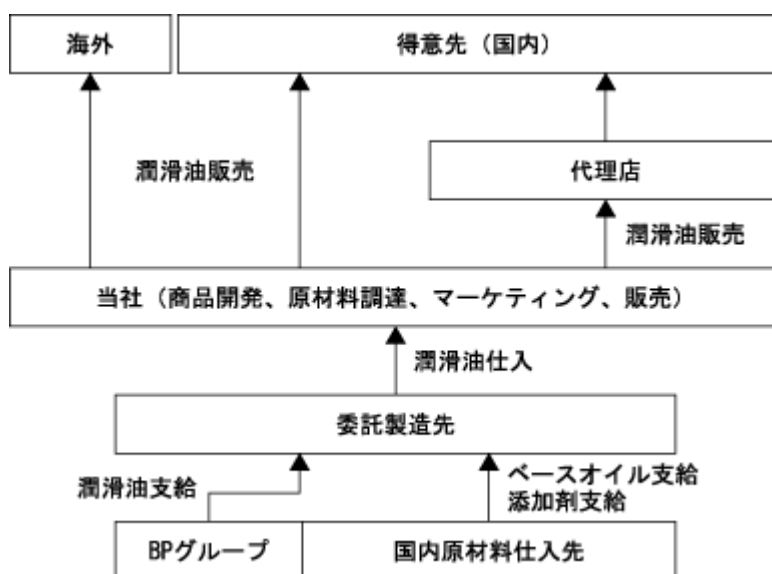 海外
得意先（国内）
潤滑油販売
代理店
潤滑油販売
当社（商品開発、原材料調達、マーケティング、販売）
潤滑油仕入
委託製造先
潤滑油支給
ベースオイル支給
添加剤支給
BPグループ
国内原材料仕入先